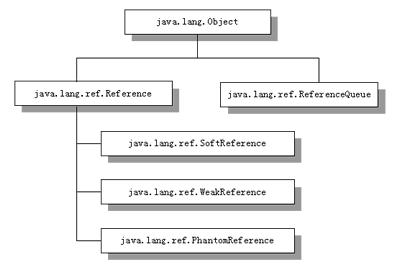 java.lang.Object
java.lang.ref.Reference
java.lang.ref.ReferenceQueue
java.lang.ref.SoftReference
java.lang.ref.WeakReference
java.lang.ref.PhantomReference